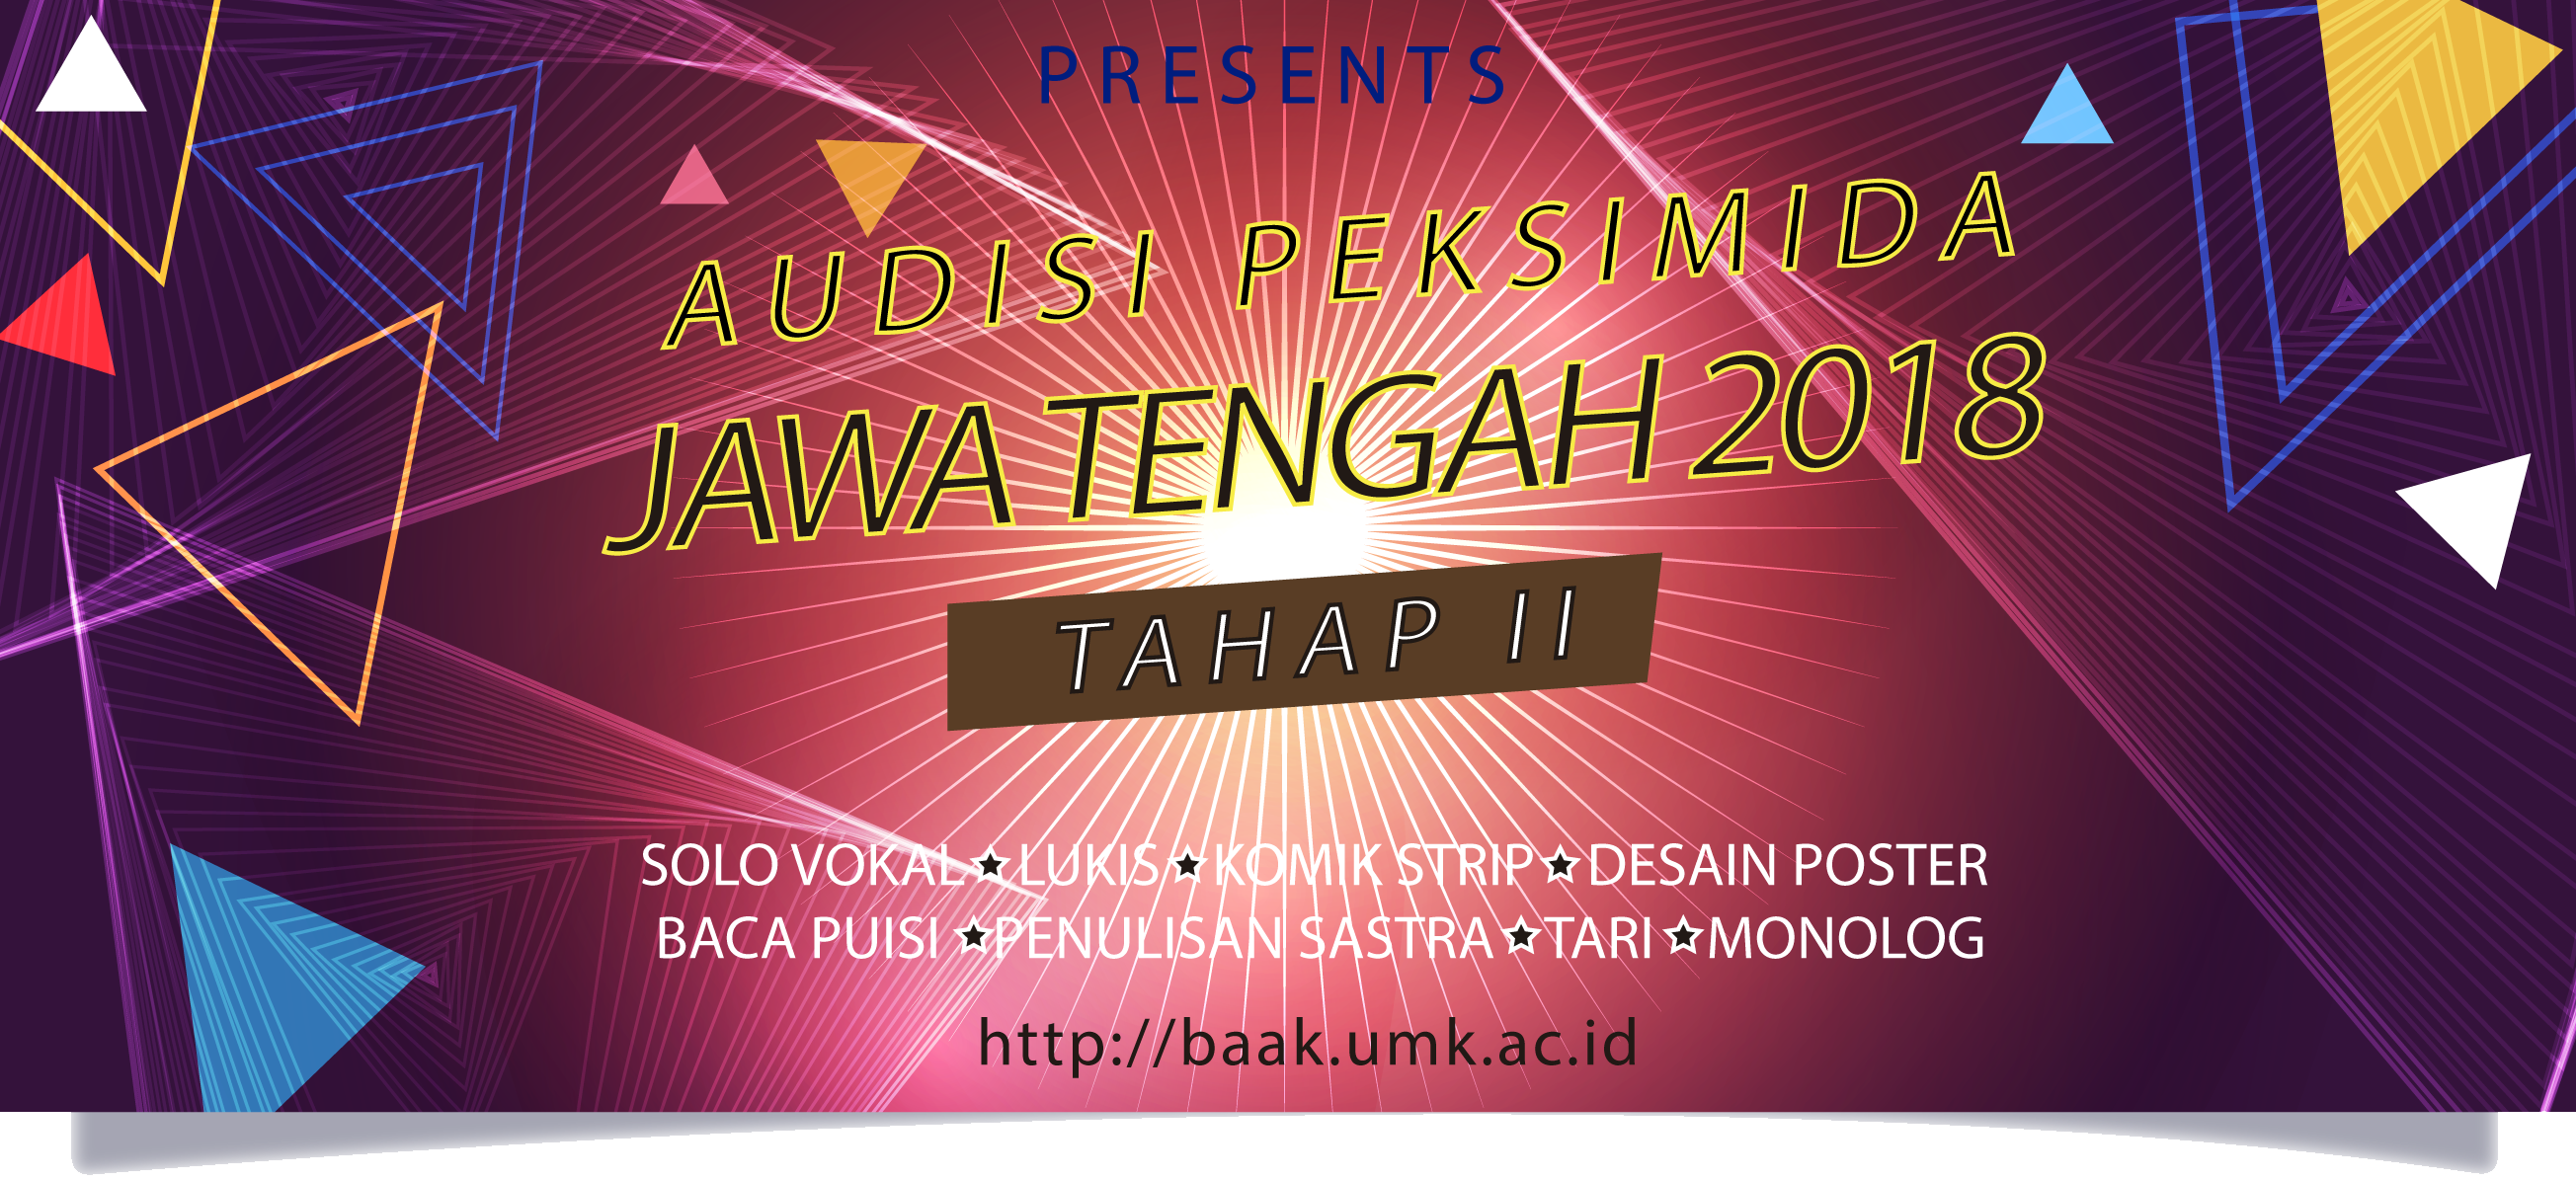 PRESENTS
AUDISI PEKSIMIDA
JAWA TENGAH 2018
TAHAP II
SOLO VOKAL★LUKIS★KOMIK STRIP★DESAIN POSTER
BACA PUISI ★PENULISAN SASTRA★TARI★MONOLOG
http://baak.umk.ac.id